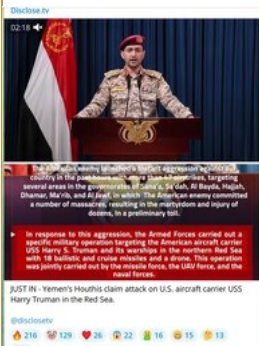 Disclose.tv
02:18
The American enemy launched a blatant aggression against our
country in the past hours with more than 47 airstrikes, targeting
several areas in the governorates of Sana'a, Sa'dah, Al Bayda, Hajjah,
Dhamar, Ma'rib, and Al Jawf, in which The American enemy committed
a number of massacres, resulting in the martyrdom and injury of
dozens, in a preliminary toll.
In response to this aggression, the Armed Forces carried out a
specific military operation targeting the American aircraft carrier
USS Harry S. Truman and its warships in the northern Red Sea
with 18 ballistic and cruise missiles and a drone. This operation
was jointly carried out by the missile force, the UAV force, and the
naval forces.
JUST IN - Yemen's Houthis claim attack on U.S. aircraft carrier USS
Harry Truman in the Red Sea.
@disclosetv
216 129 26 22 16 15 13